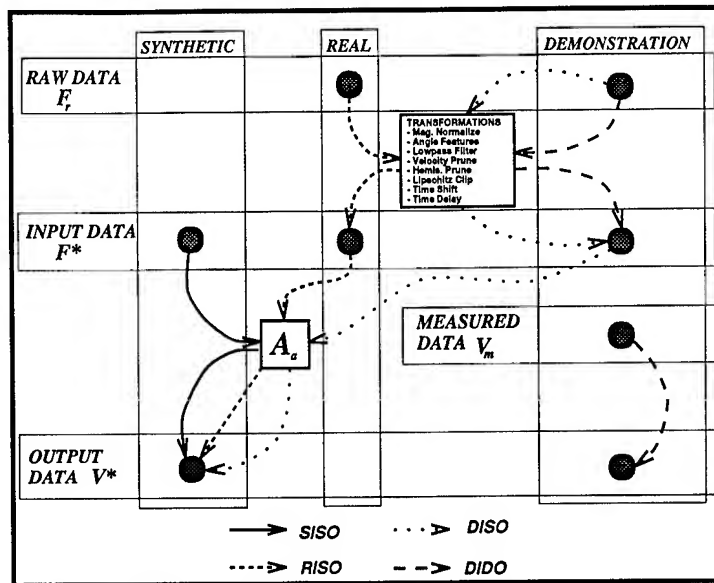 SYNTHETIC
REAL
DEMONSTRATION
RAW DATA
F_r
TRANSFORMATIONS
- Mag. Normalize
- Angle Features
- Lowpass Filter
- Velocity Prune
- Hemis. Prune
- Lipschitz Clip
- Time Shift
- Time Delay
INPUT DATA
F*
A_a
MEASURED
DATA V_m
OUTPUT
DATA V*
SISO
DISO
RISO
DIDO